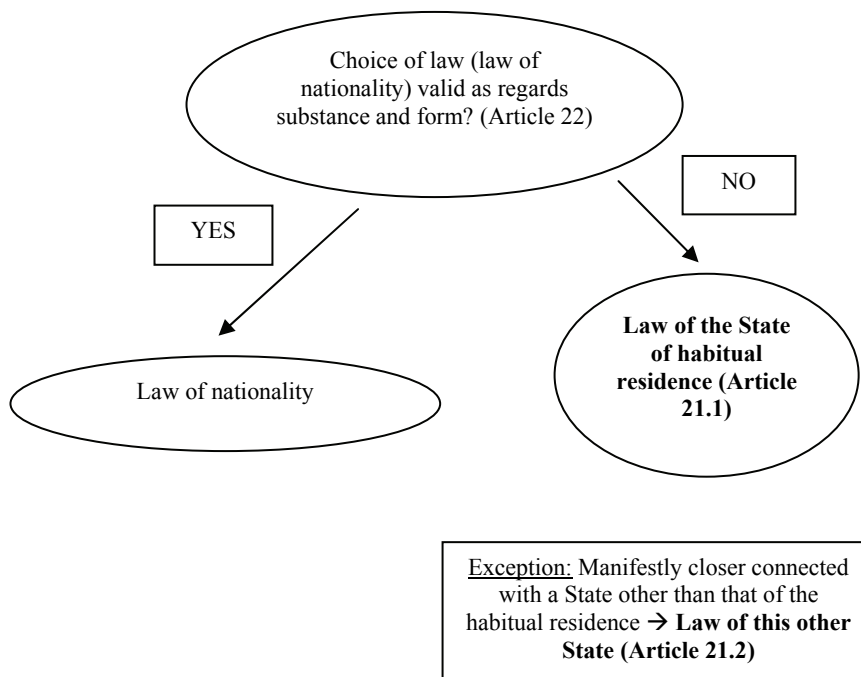 Choice of law (law of
nationality) valid as regards
substance and form? (Article 22)
NO
YES
Law of the State
of habitual
residence (Article
21.1)
Law of nationality
Exception: Manifestly closer connected
with a State other than that of the
habitual residence → Law of this other
State (Article 21.2)